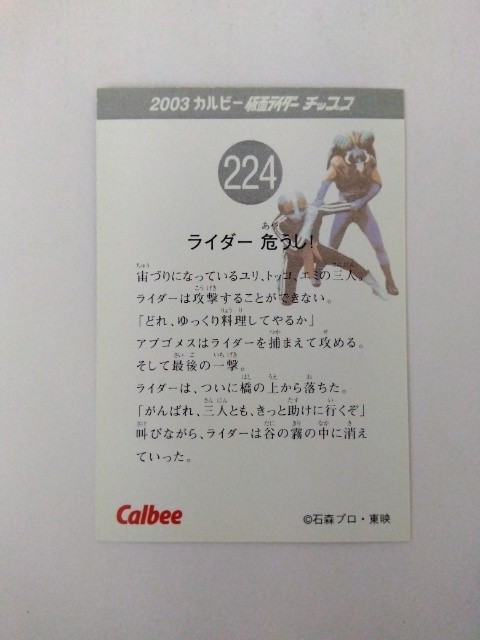 2003 カルビー 仮面ライダー チップス
224
ライダー 危うし!
宙づりになっているユリ、トッコ、エミの三人。
ライダーは攻撃することができない。
「どれ、ゆっくり料理してやるか」
アブゴメスはライダーを捕まえて攻める。
そして最後の一撃。
ライダーは、ついに橋の上から落ちた。
「がんばれ、三人とも、きっと助けに行くぞ」
叫びながら、ライダーは谷の霧の中に消え
ていった。
Calbee
©石森プロ・東映